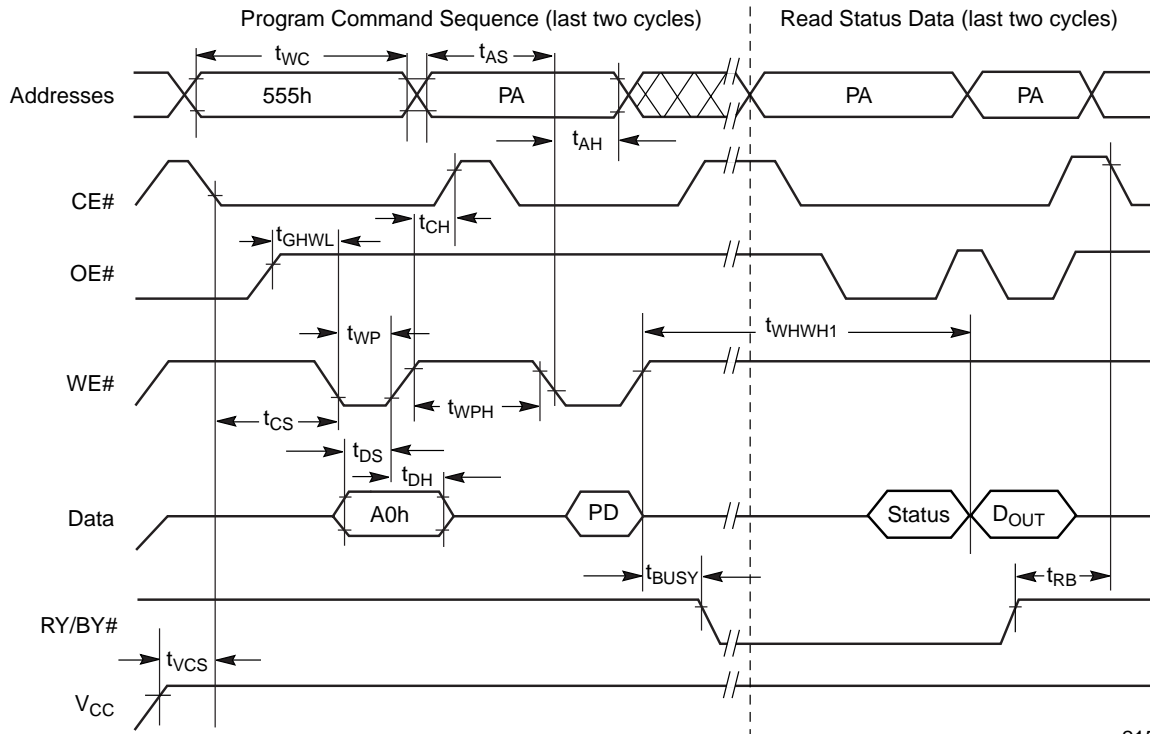 Program Command Sequence (last two cycles)
Read Status Data (last two cycles)
tWC
tAS
Addresses
555h
PA
PA
PA
tAH
CE#
tCH
tGHWL
OE#
tWP
tWHWH1
WE#
tCS
tWPH
tDS
tDH
Data
A0h
PD
Status
DOUT
tBUSY
tRB
RY/BY#
tVCS
VCC